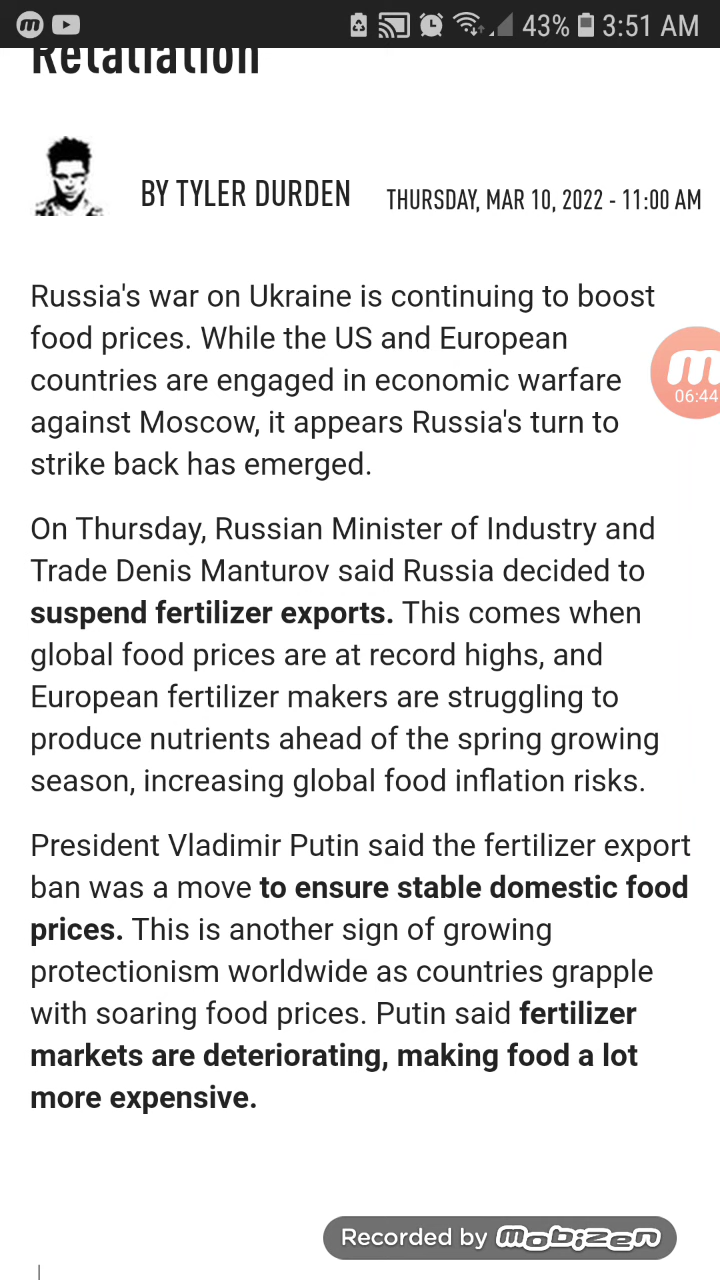 43% 3:51 AM
Retaliation
BY TYLER DURDEN THURSDAY, MAR 10, 2022 - 11:00 AM
Russia's war on Ukraine is continuing to boost
food prices. While the US and European
countries are engaged in economic warfare
against Moscow, it appears Russia's turn to
strike back has emerged.
m
06:44
On Thursday, Russian Minister of Industry and
Trade Denis Manturov said Russia decided to
suspend fertilizer exports. This comes when
global food prices are at record highs, and
European fertilizer makers are struggling to
produce nutrients ahead of the spring growing
season, increasing global food inflation risks.
President Vladimir Putin said the fertilizer export
ban was a move to ensure stable domestic food
prices. This is another sign of growing
protectionism worldwide as countries grapple
with soaring food prices. Putin said fertilizer
markets are deteriorating, making food a lot
more expensive.
Recorded by mobizen